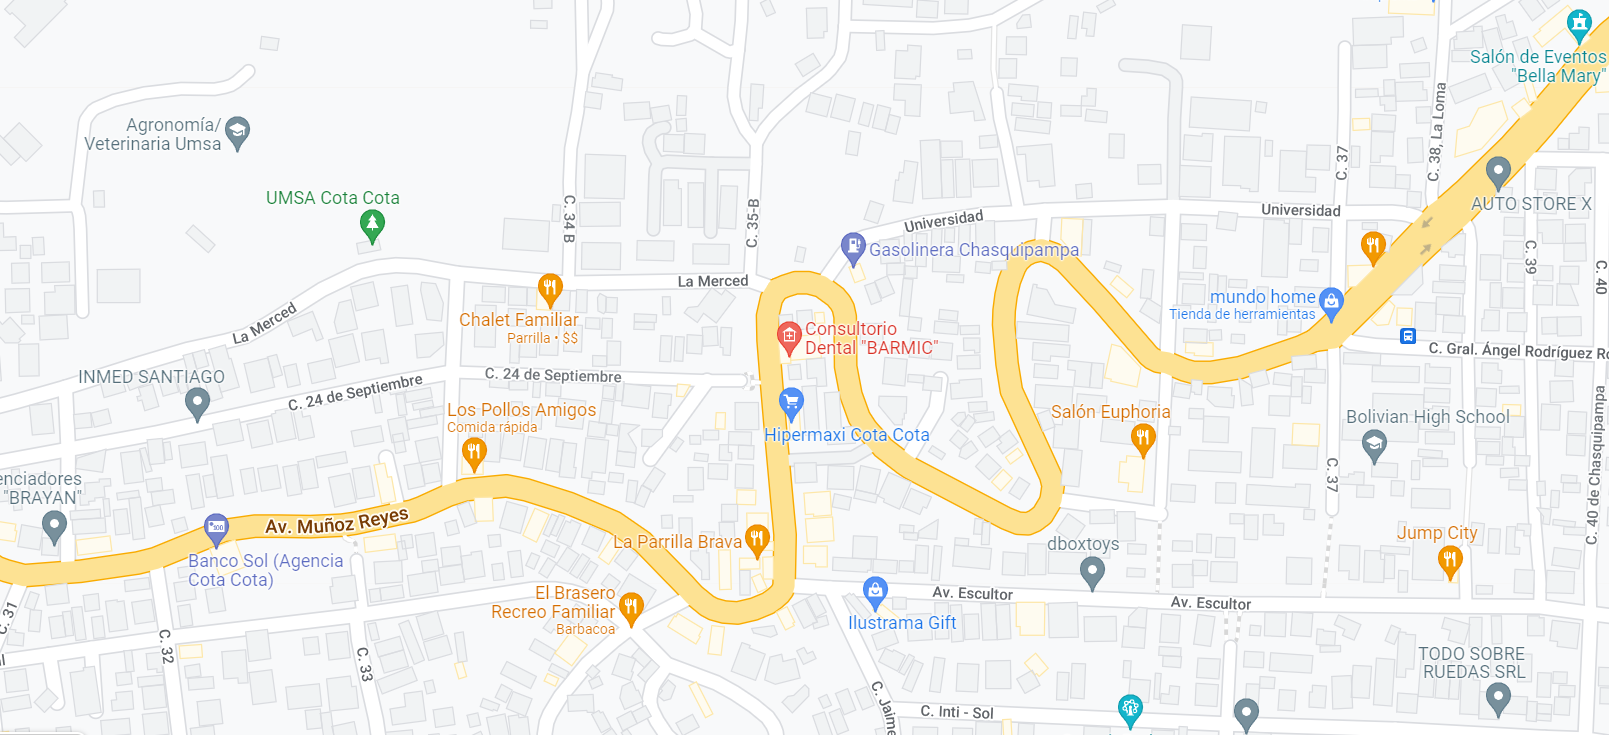 Salón de Eventos
"Bella Mary"
Agronomía/
Veterinaria Umsa
C. 38, La Loma
C. 37
UMSA Cota Cota
C. 34 B
C. 35-B
Universidad
Universidad
AUTO STORE X
Gasolinera Chasquipampa
C. 39
C. 40
La Merced
La Merced
mundo home
Tienda de herramientas
Chalet Familiar
Parrilla • $$
Consultorio
Dental "BARMIC"
C. Gral. Ángel Rodríguez Ro
INMED SANTIAGO
C. 24 de Septiembre
C. 24 de Septiembre
Los Pollos Amigos
Comida rápida
Hipermaxi Cota Cota
Salón Euphoria
Bolivian High School
C. 37
C. 40 de Chasquipampa
enciadores
"BRAYAN"
Av. Muñoz Reyes
Banco Sol (Agencia
Cota Cota)
La Parrilla Brava
dboxtoys
Jump City
El Brasero
Recreo Familiar
Barbacoa
Av. Escultor
Av. Escultor
Ilustrama Gift
C. 31
C. 32
C. 33
TODO SOBRE
RUEDAS SRL
C. Jaime
C. Inti - Sol